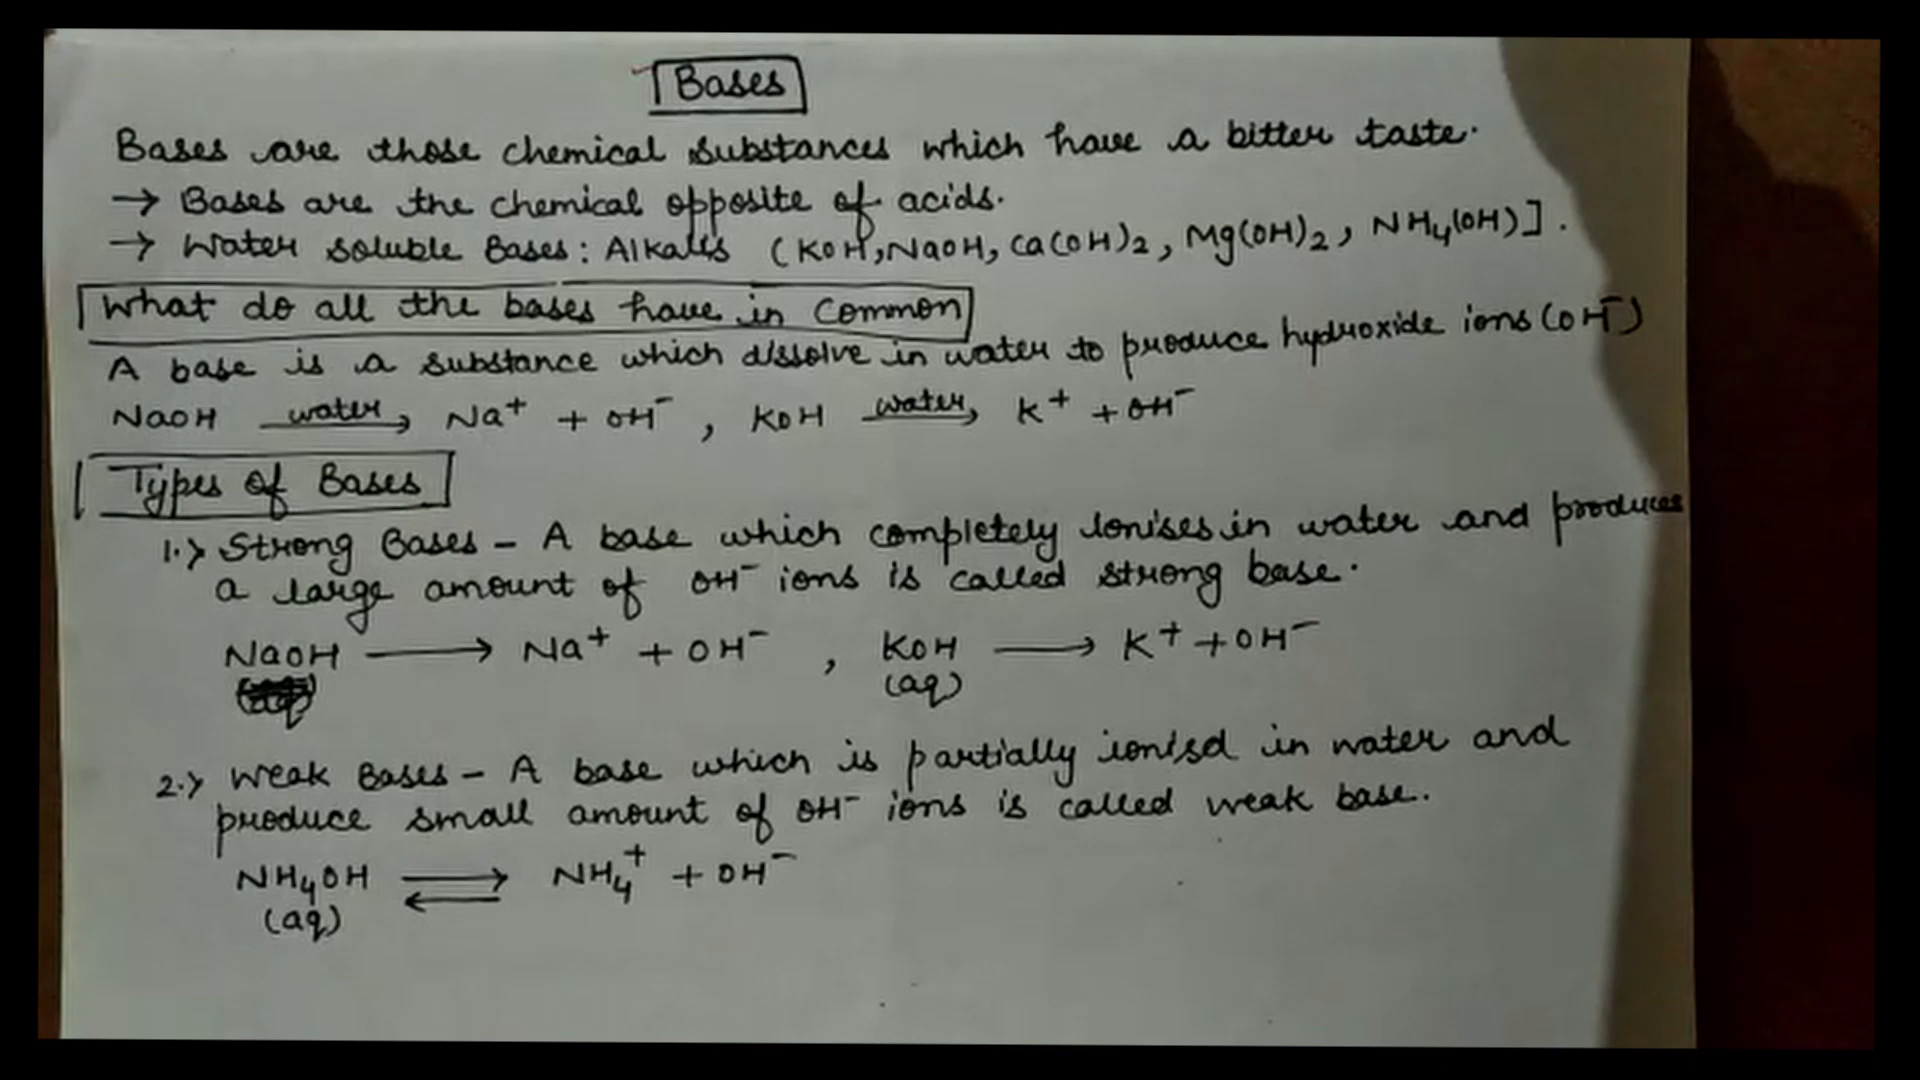 Bases
Bases are those chemical substances which have a bitter taste.
→ Bases are the chemical opposite of acids.
→ Water soluble Bases: Alkalis (KOH, NaOH, Ca(OH)2, Mg(OH)2, NH4(OH)].
What do all the bases have in Common
A base is a substance which dissolve in water to produce hydroxide ions (OH⁻)
NaOH water→ Na⁺ + OH⁻ , KOH water→ K⁺ + OH⁻
Types of Bases
1.> Strong Bases - A base which completely Ionises in water and produces
a large amount of OH⁻ ions is called strong base.
NaOH → Na⁺ + OH⁻ , KOH → K⁺ + OH⁻
(aq)
2.> Weak Bases - A base which is partially ionisd in water and
produce small amount of OH⁻ ions is called weak base.
NH4OH ⇌ NH4⁺ + OH⁻
(aq)